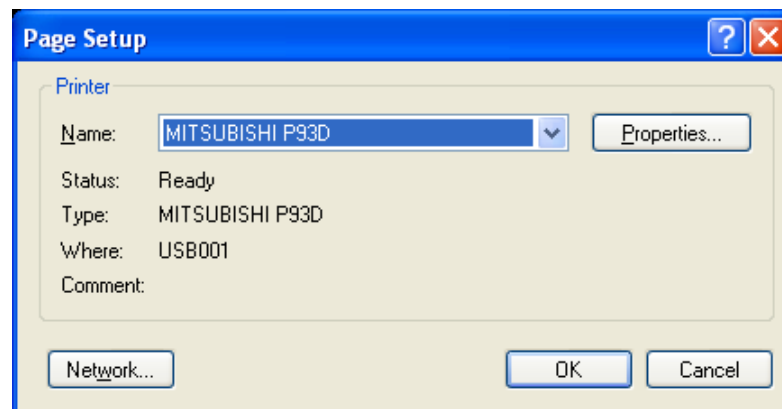 Page Setup
Printer
Name: MITSUBISHI P93D Properties...
Status: Ready
Type: MITSUBISHI P93D
Where: USB001
Comment:
Network... OK Cancel